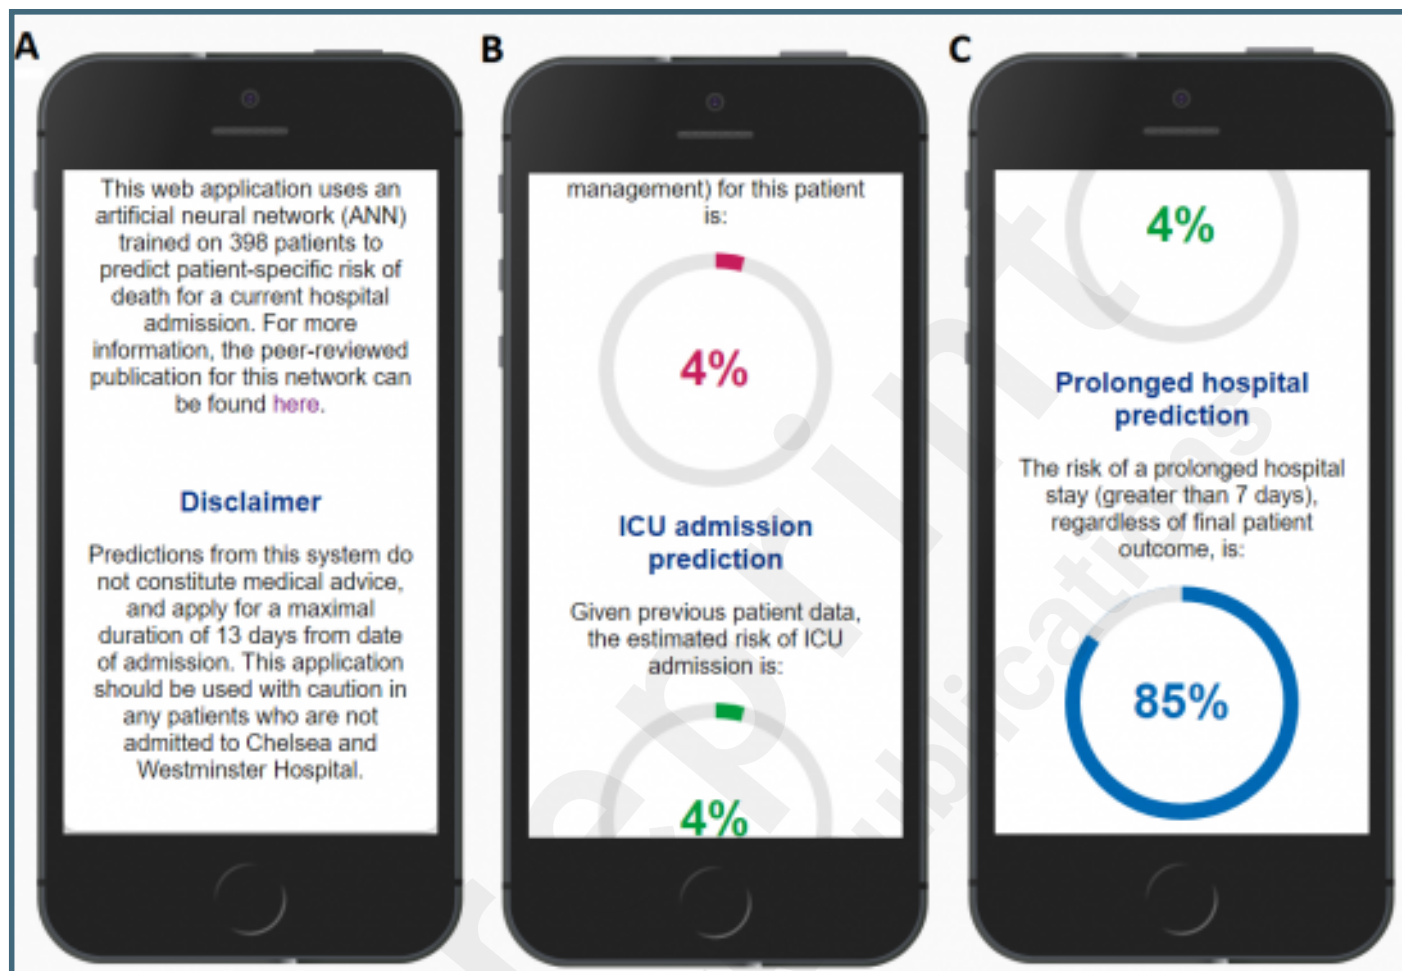 A
This web application uses an
artificial neural network (ANN)
trained on 398 patients to
predict patient-specific risk of
death for a current hospital
admission. For more
information, the peer-reviewed
publication for this network can
be found here.
Disclaimer
Predictions from this system do
not constitute medical advice,
and apply for a maximal
duration of 13 days from date
of admission. This application
should be used with caution in
any patients who are not
admitted to Chelsea and
Westminster Hospital.
B
management) for this patient
is:
4%
ICU admission
prediction
Given previous patient data,
the estimated risk of ICU
admission is:
4%
C
4%
Prolonged hospital
prediction
The risk of a prolonged hospital
stay (greater than 7 days),
regardless of final patient
outcome, is:
85%